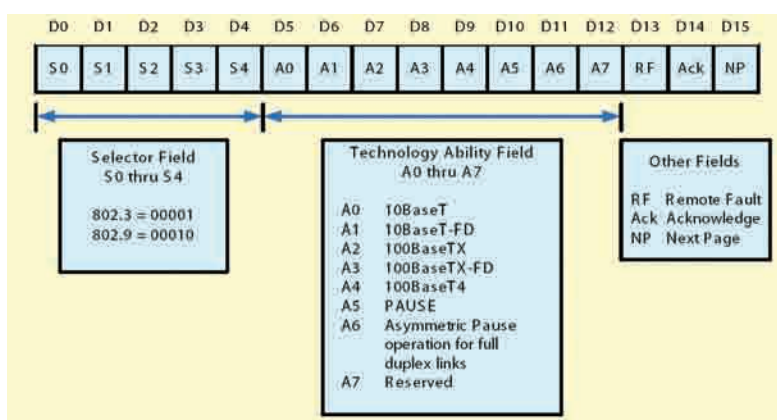 D0 D1 D2 D3 D4 D5 D6 D7 D8 D9 D10 D11 D12 D13 D14 D15
S0 S1 S2 S3 S4 A0 A1 A2 A3 A4 A5 A6 A7 RF Ack NP
Selector Field
S0 thru S4
802.3 = 00001
802.9 = 00010
Technology Ability Field
A0 thru A7
A0 10BaseT
A1 10BaseT-FD
A2 100BaseTX
A3 100BaseTX-FD
A4 100BaseT4
A5 PAUSE
A6 Asymmetric Pause
operation for full
duplex links
A7 Reserved
Other Fields
RF Remote Fault
Ack Acknowledge
NP Next Page